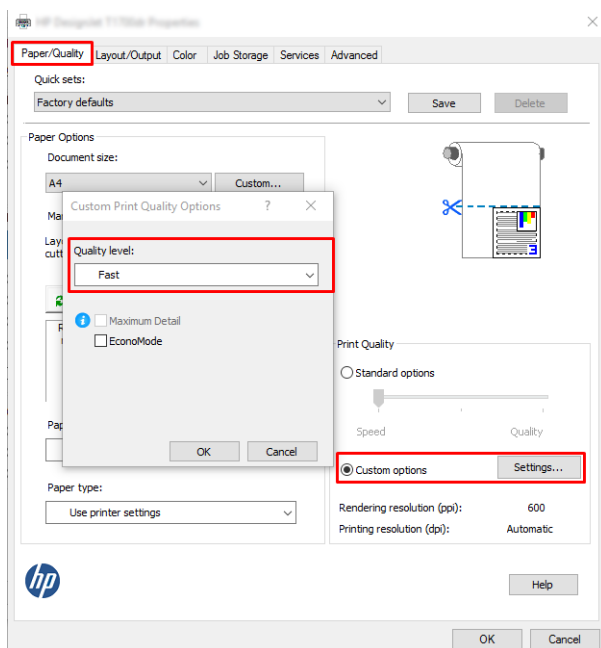 Paper/Quality Layout/Output Color Job Storage Services Advanced
Quick sets:
Factory defaults Save Delete
Paper Options
Document size:
A4 Custom...
Custom Print Quality Options ? ×
Quality level:
Fast
Maximum Detail
EconoMode
OK Cancel
Print Quality
Standard options
Speed Quality
Custom options Settings...
Paper type:
Use printer settings
Rendering resolution (ppi): 600
Printing resolution (dpi): Automatic
hp
Help
OK Cancel